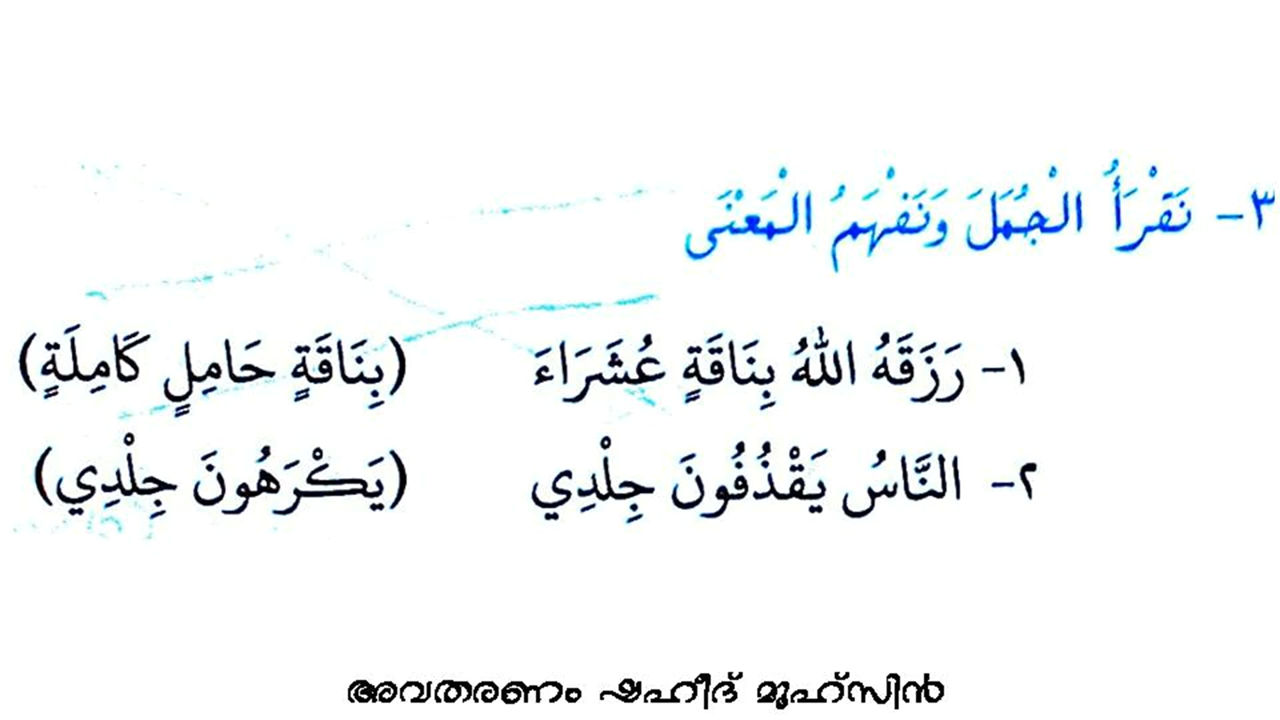 ٣- نَقْرَأُ الْجُمَلَ وَنَفْهَمُ الْمَعْنَى
١- رَزَقَهُ اللهُ بِنَاقَةٍ عُشَرَاءَ (بِنَاقَةٍ حَامِلٍ كَامِلَةٍ)
٢- النَّاسُ يَقْذُفُونَ جِلْدِي (يَكْرَهُونَ جِلْدِي)
അവതരണം ഷഹീദ് മുഹ്സിൻ